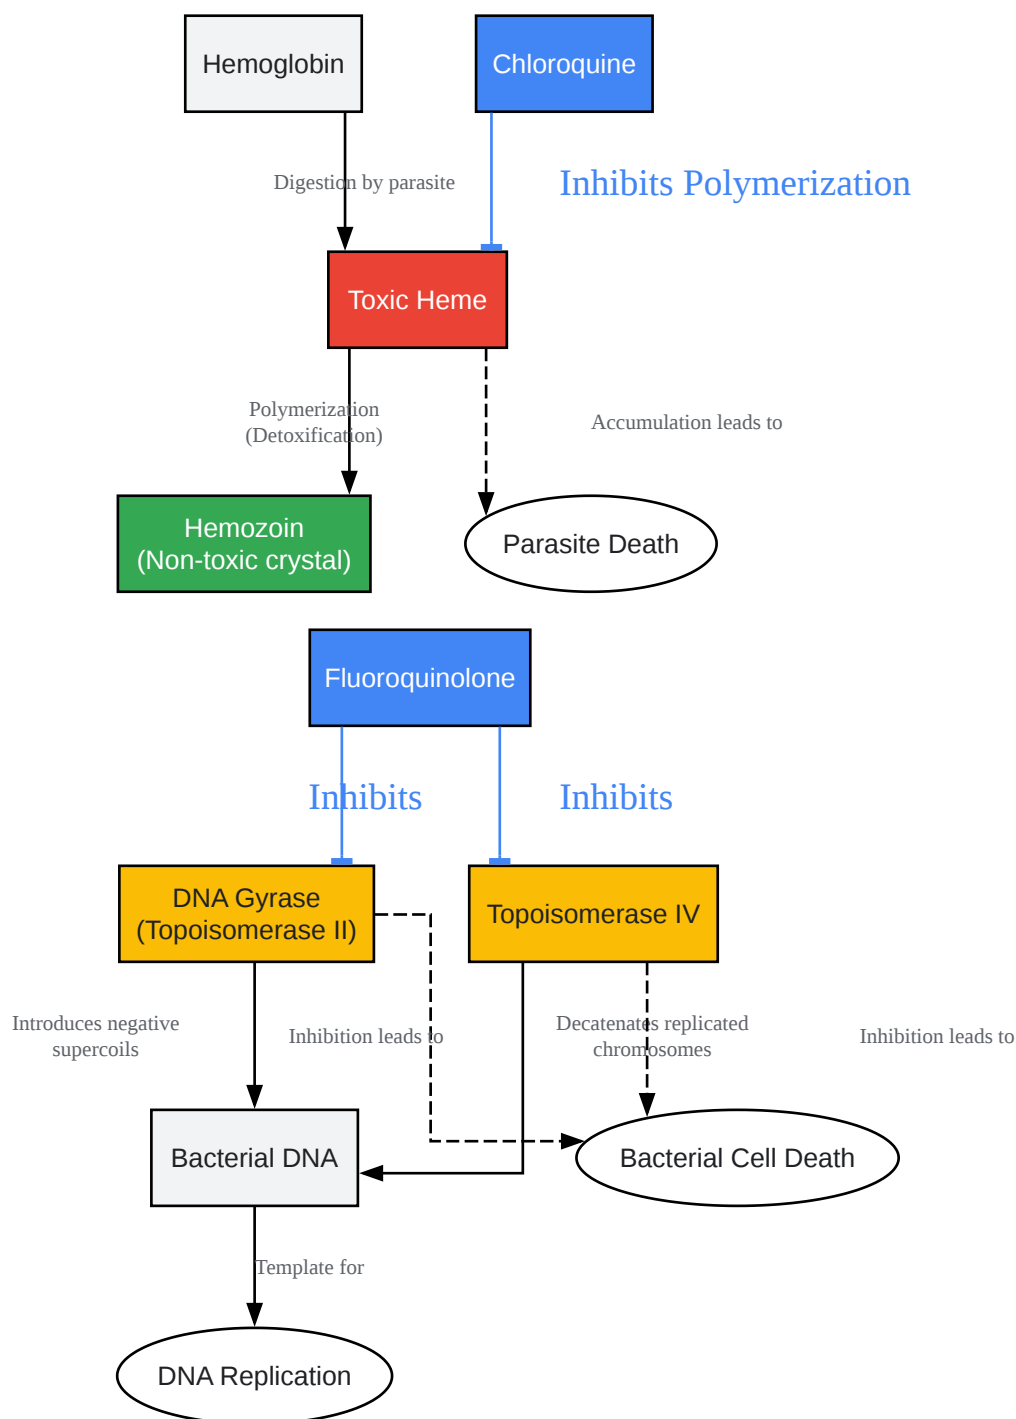 Hemoglobin
Chloroquine
Digestion by parasite
Inhibits Polymerization
Toxic Heme
Polymerization
(Detoxification)
Accumulation leads to
Hemozoin
(Non-toxic crystal)
Parasite Death
Fluoroquinolone
Inhibits
Inhibits
DNA Gyrase
(Topoisomerase II)
Topoisomerase IV
Introduces negative
supercoils
Inhibition leads to
Decatenates replicated
chromosomes
Inhibition leads to
Bacterial DNA
Bacterial Cell Death
Template for
DNA Replication